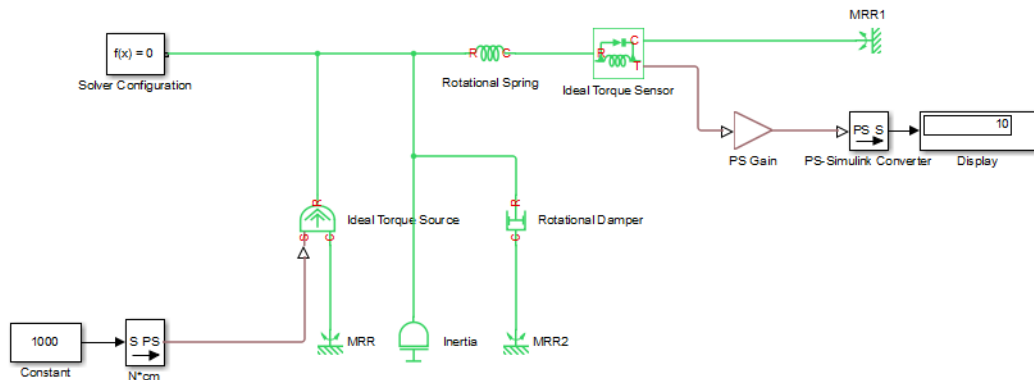 MRR1
f(x) = 0
Solver Configuration
R C
Rotational Spring
R C T
Ideal Torque Sensor
PS Gain
PS S
PS-Simulink Converter
10
Display
R
S C
Ideal Torque Source
R
C
Rotational Damper
1000
Constant
S PS
N*cm
MRR
Inertia
MRR2